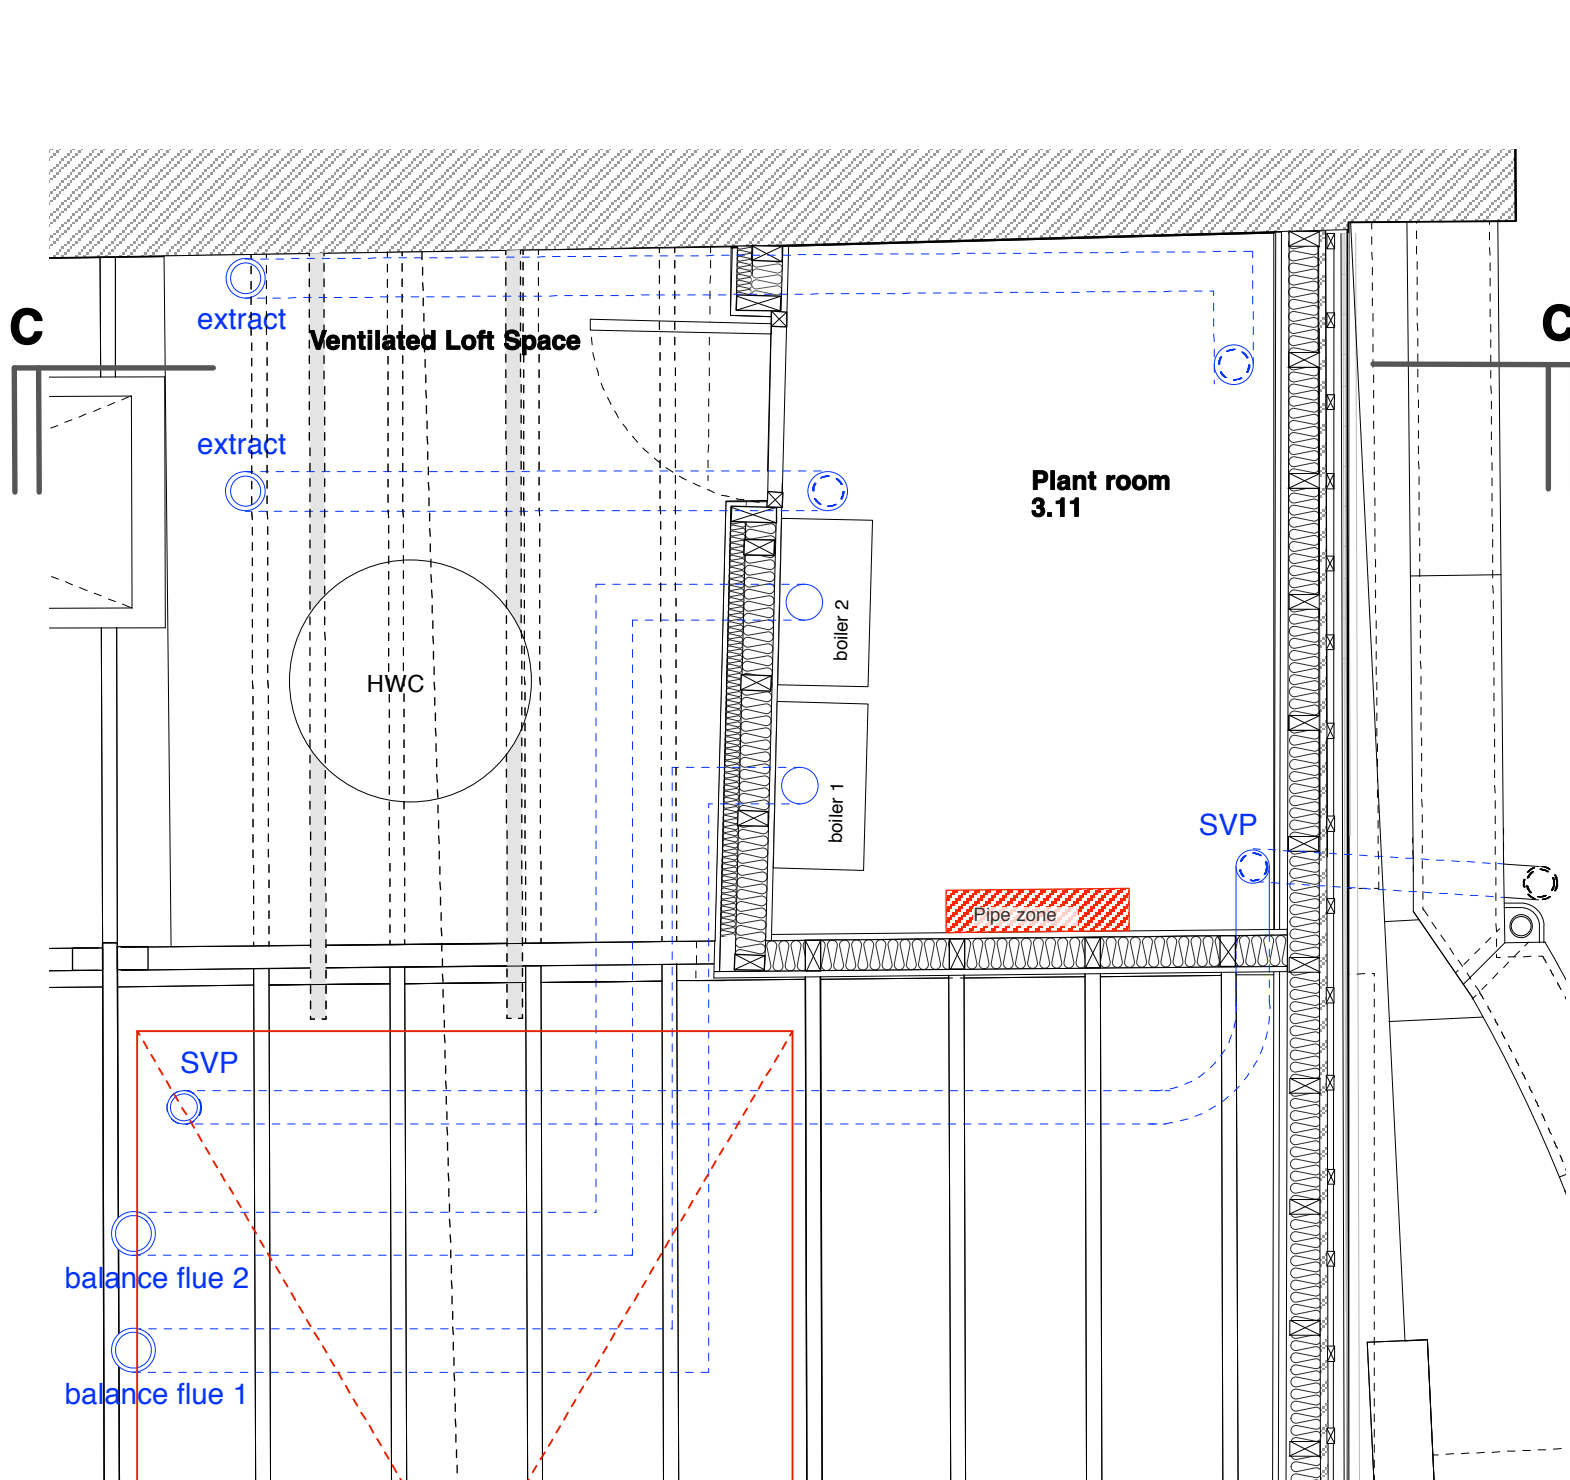 C
C
extract
Ventilated Loft Space
extract
Plant room
3.11
boiler 2
HWC
boiler 1
SVP
Pipe zone
SVP
balance flue 2
balance flue 1